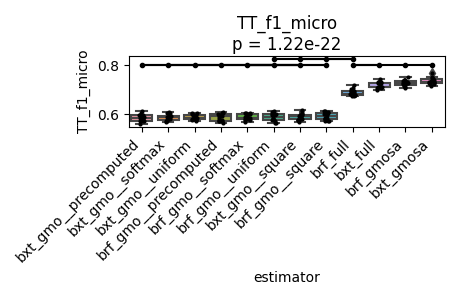 TT_f1_micro
p = 1.22e-22
TT_f1_micro
0.8
0.6
bxt_gmo__precomputed
bxt_gmo__softmax
bxt_gmo__uniform
brf_gmo__precomputed
brf_gmo__softmax
brf_gmo__uniform
bxt_gmo__square
brf_gmo__square
brf_full
bxt_full
brf_gmosa
bxt_gmosa
estimator